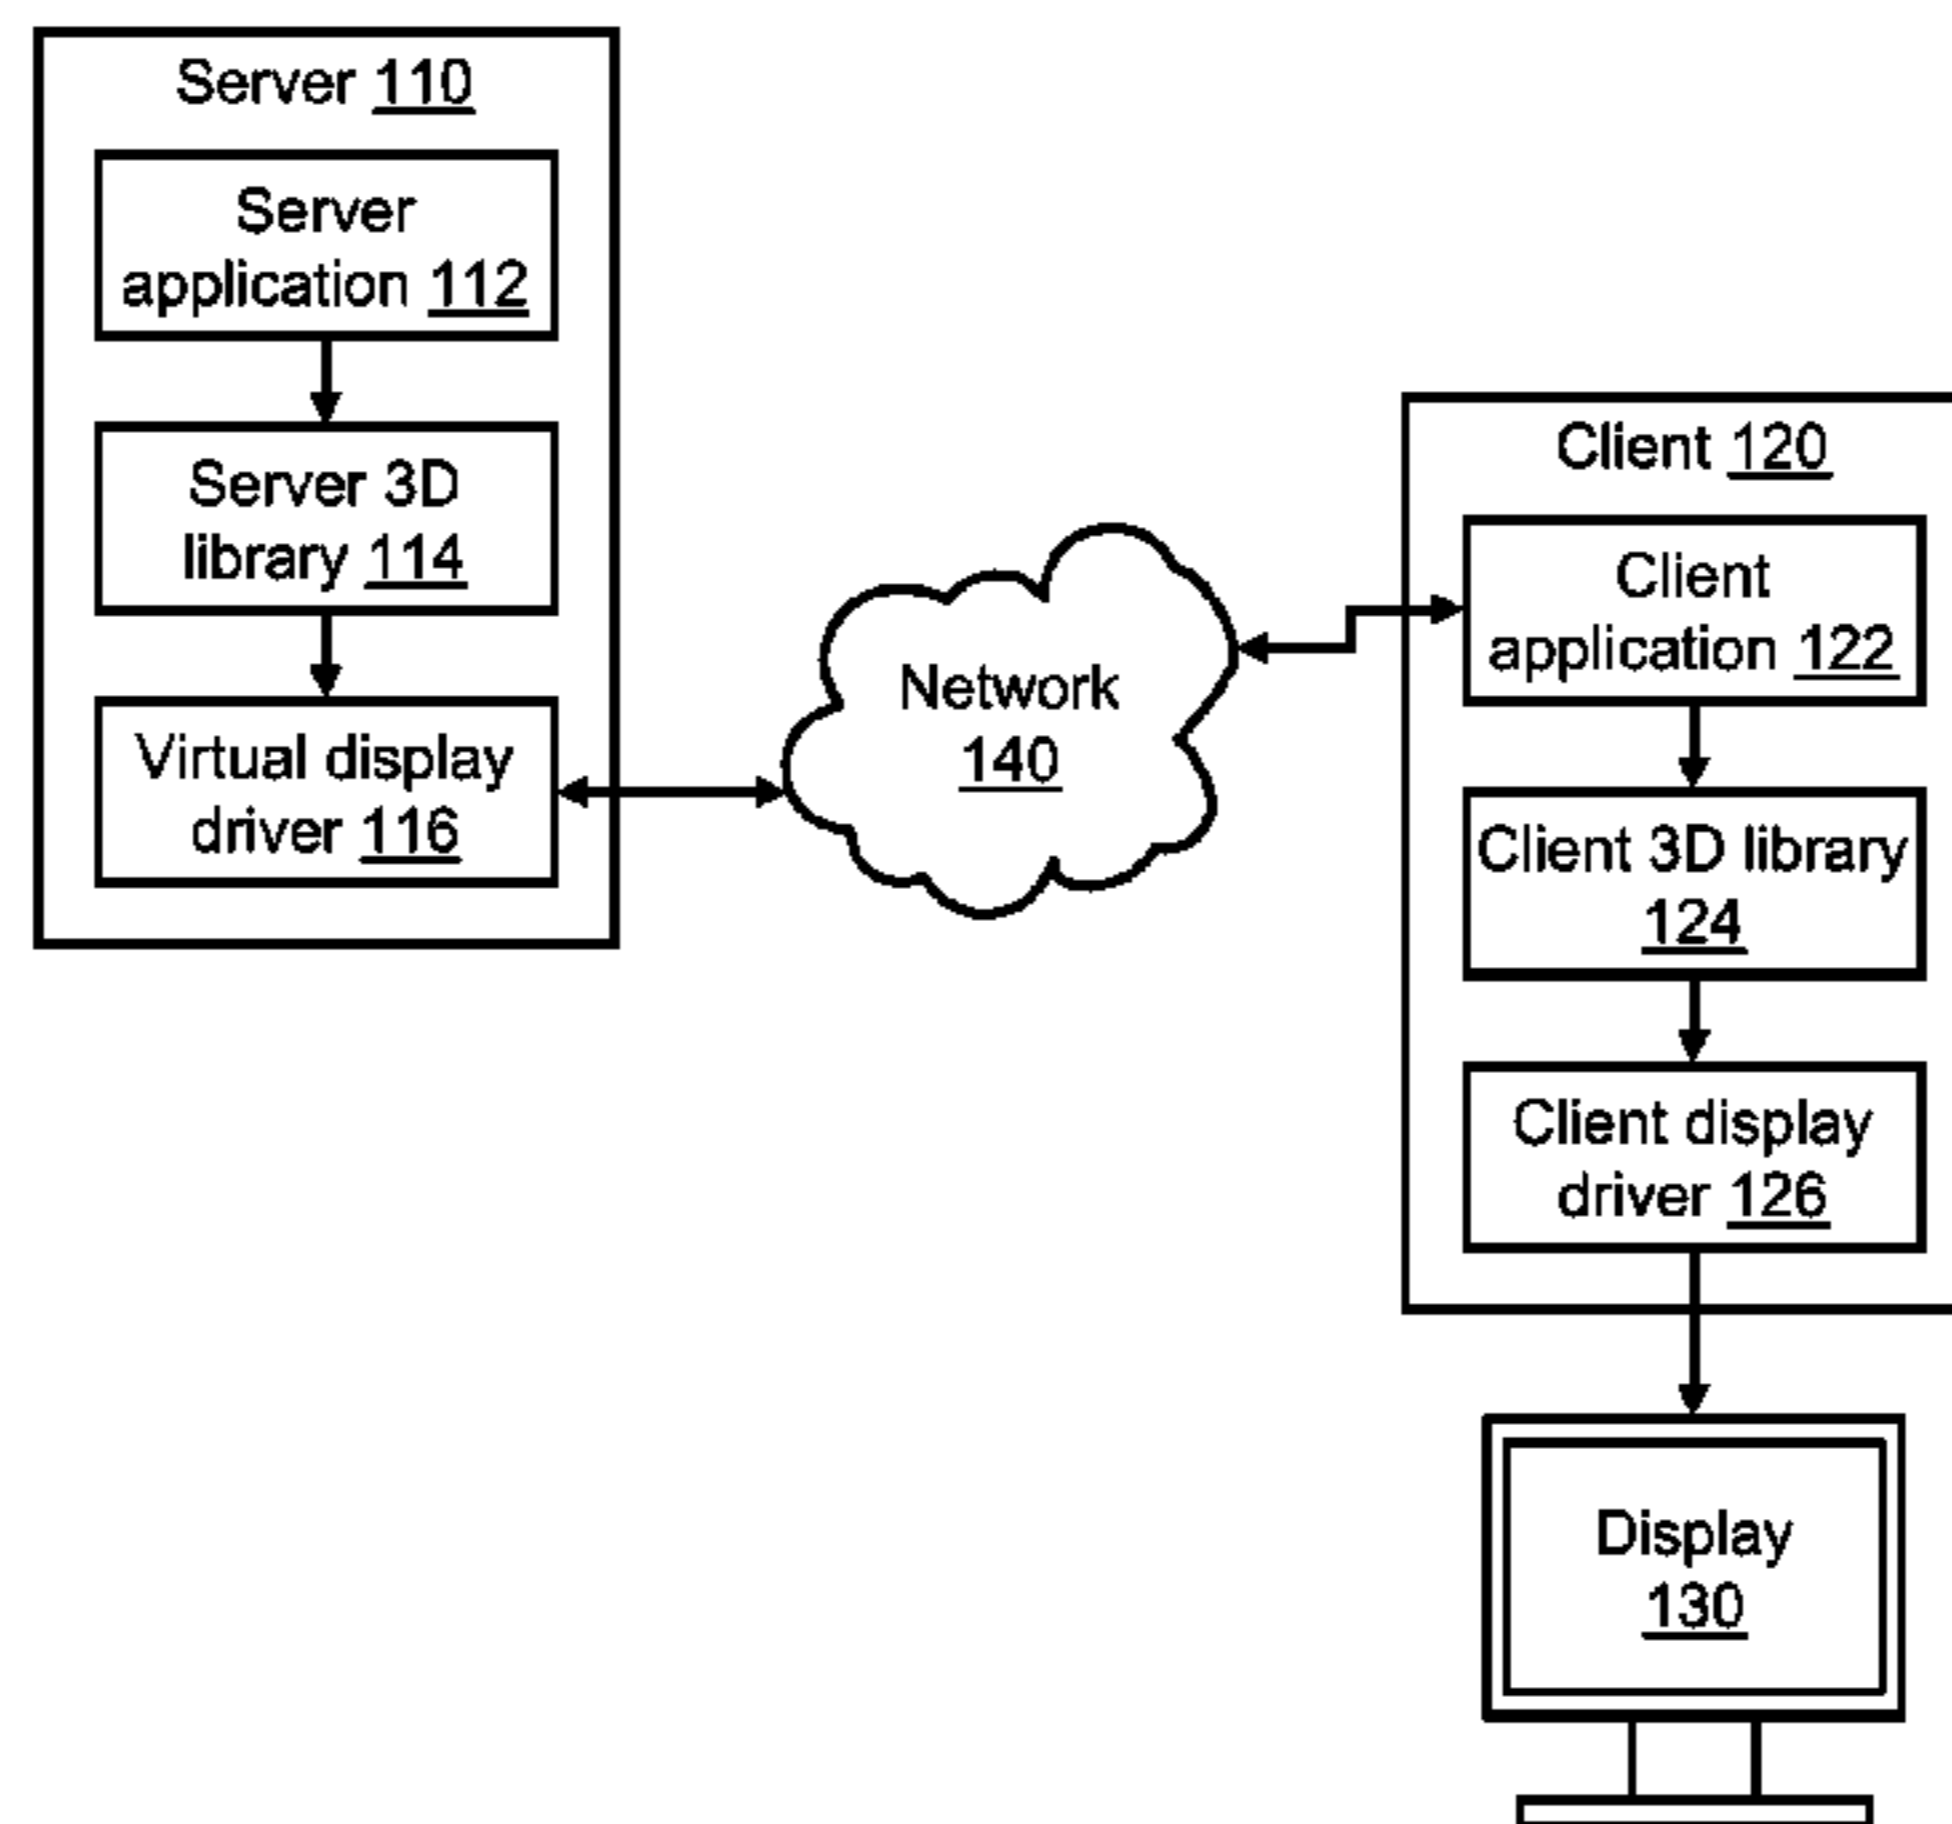 Server 110
Server
application 112
Server 3D
library 114
Virtual display
driver 116
Network
140
Client 120
Client
application 122
Client 3D library
124
Client display
driver 126
Display
130